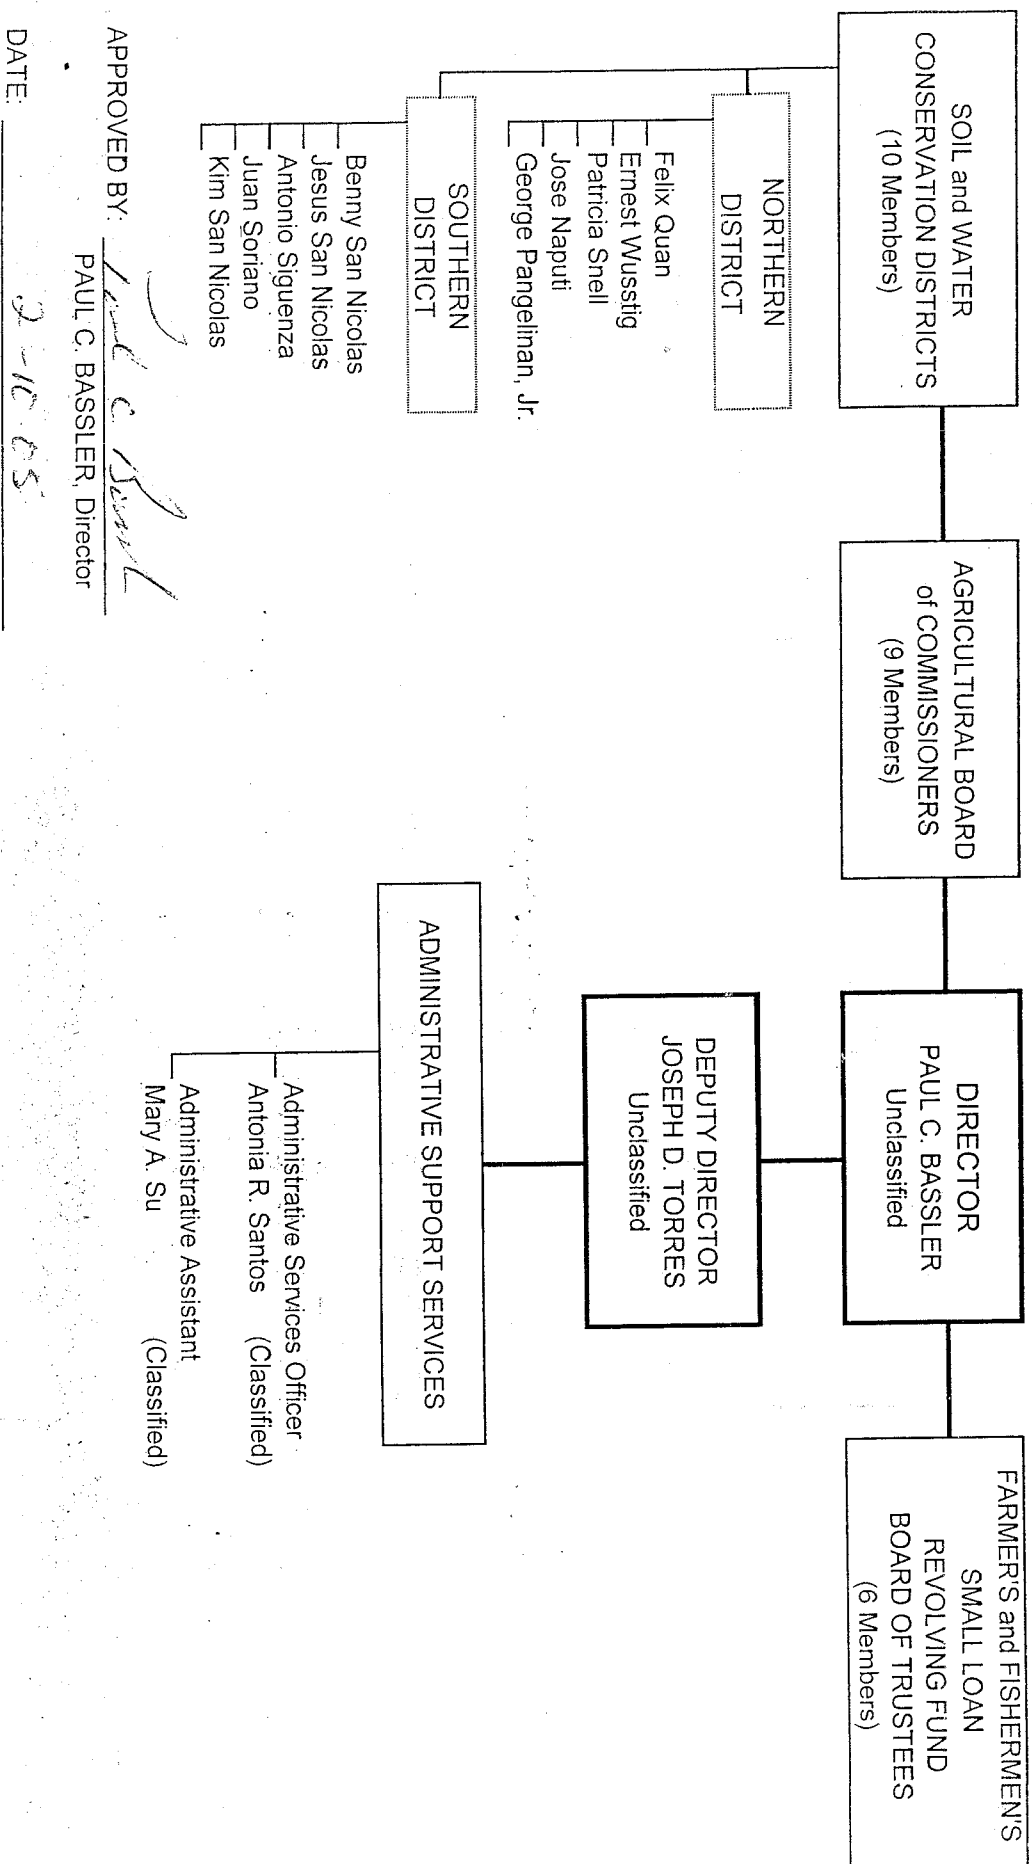 SOIL and WATER
CONSERVATION DISTRICTS
(10 Members)
AGRICULTURAL BOARD
of COMMISSIONERS
(9 Members)
DIRECTOR
PAUL C. BASSLER
Unclassified
FARMER'S and FISHERMEN'S
SMALL LOAN
REVOLVING FUND
BOARD OF TRUSTEES
(6 Members)
NORTHERN
DISTRICT
Felix Quan
Ernest Wusstig
Patricia Snell
Jose Naputi
George Pangelinan, Jr.
SOUTHERN
DISTRICT
Benny San Nicolas
Jesus San Nicolas
Antonio Siguenza
Juan Soriano
Kim San Nicolas
DEPUTY DIRECTOR
JOSEPH D. TORRES
Unclassified
ADMINISTRATIVE SUPPORT SERVICES
Administrative Services Officer
Antonia R. Santos (Classified)
Administrative Assistant
Mary A. Su (Classified)
APPROVED BY:
PAUL C. BASSLER, Director
DATE: